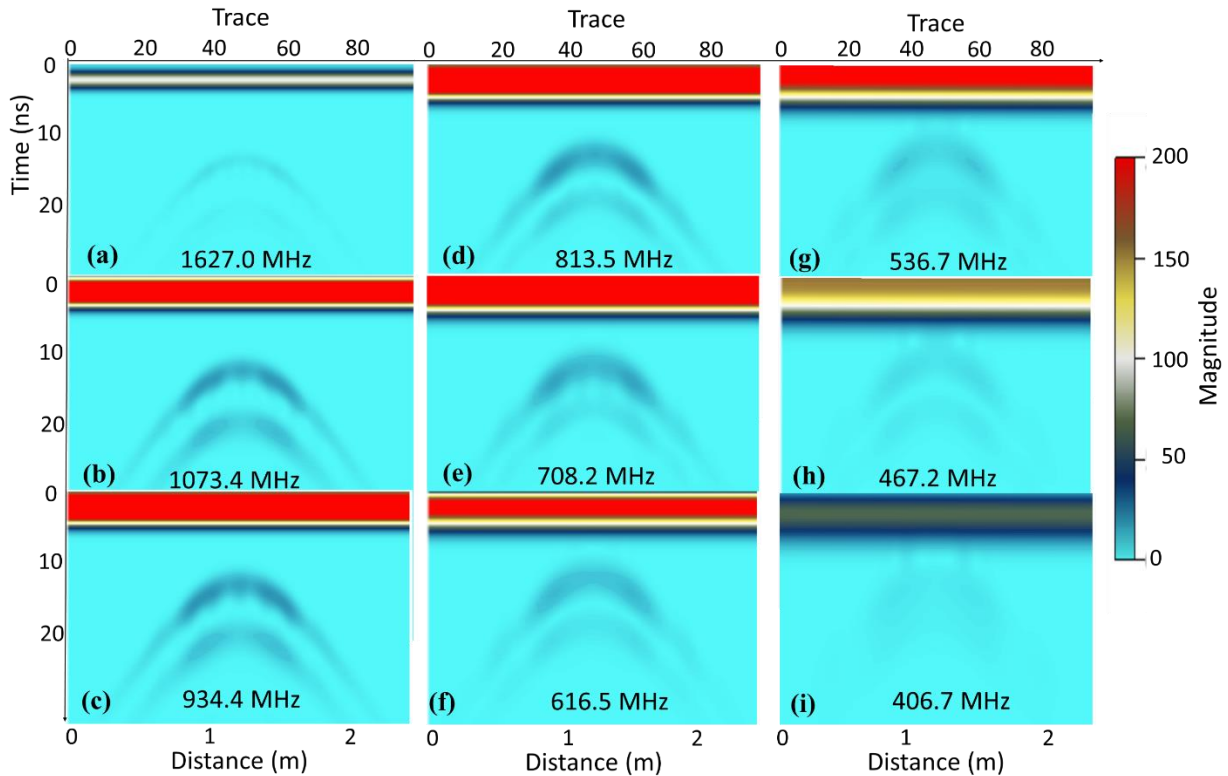 Trace Trace Trace
0 20 40 60 80 0 20 40 60 80 0 20 40 60 80
Time (ns)
0
10
20
(a) 1627.0 MHz
(d) 813.5 MHz
(g) 536.7 MHz
0
10
20
(b) 1073.4 MHz
(e) 708.2 MHz
(h) 467.2 MHz
0
10
20
(c) 934.4 MHz
(f) 616.5 MHz
(i) 406.7 MHz
0 1 2 0 1 2 0 1 2
Distance (m) Distance (m) Distance (m)
200
150
100
50
0
Magnitude